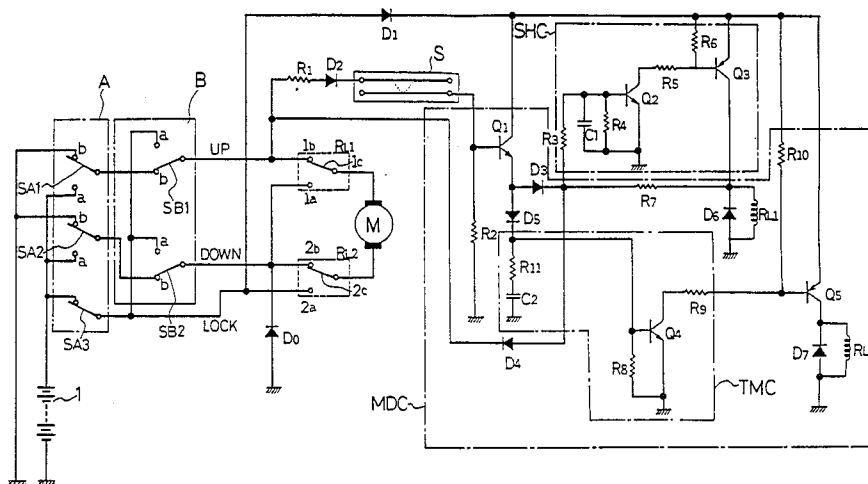 D1
SHC
R6
S
R1
D2
R5
Q3
A
B
Q2
a
Q1
R3
C1
R4
b
UP
1b
RL1
1c
R10
SA1
b
SB1
D3
a
1a
M
R7
D6
RL1
b
D5
SA2
a
DOWN
2b
RL2
R2
a
b
2c
R11
R9
Q5
SA3
SB2
LOCK
2a
C2
Q4
D0
D4
R8
D7
RL
1
MDC
TMC